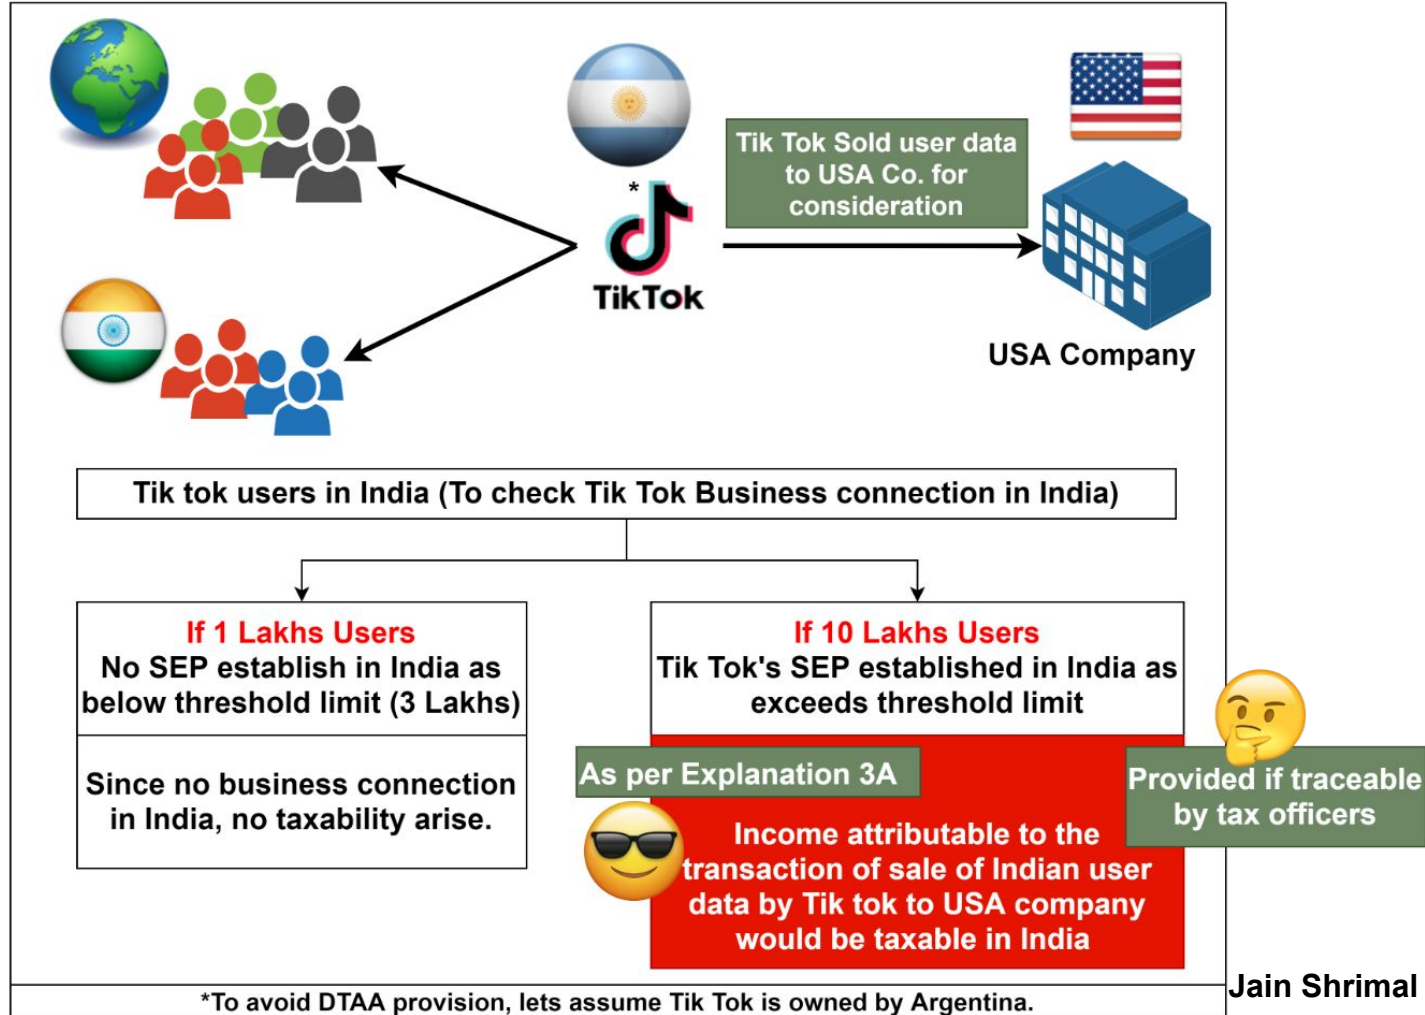 Tik Tok Sold user data
to USA Co. for
consideration
*
TikTok
USA Company
Tik tok users in India (To check Tik Tok Business connection in India)
If 1 Lakhs Users
No SEP establish in India as
below threshold limit (3 Lakhs)
Since no business connection
in India, no taxability arise.
If 10 Lakhs Users
Tik Tok's SEP established in India as
exceeds threshold limit
As per Explanation 3A
Provided if traceable
by tax officers
Income attributable to the
transaction of sale of Indian user
data by Tik tok to USA company
would be taxable in India
Jain Shrimal
*To avoid DTAA provision, lets assume Tik Tok is owned by Argentina.